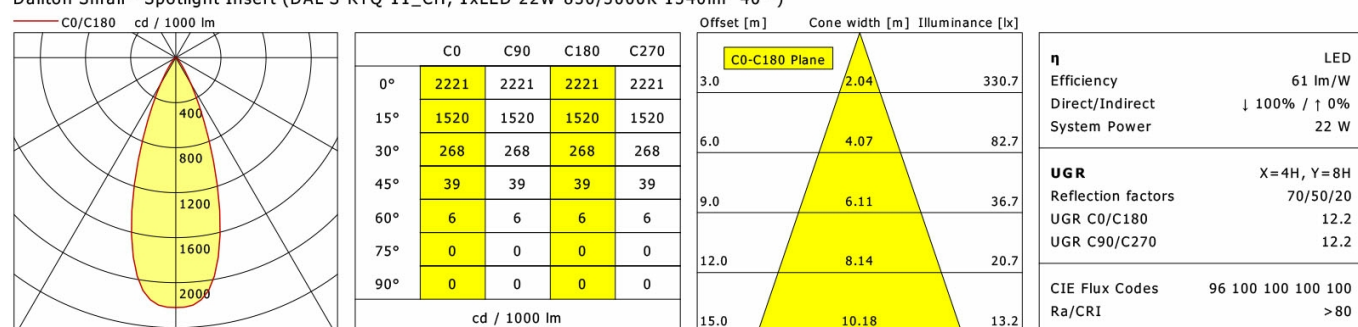 C0/C180 cd / 1000 lm
400
800
1200
1600
2000
C0 C90 C180 C270
0° 2221 2221 2221 2221
15° 1520 1520 1520 1520
30° 268 268 268 268
45° 39 39 39 39
60° 6 6 6 6
75° 0 0 0 0
90° 0 0 0 0
cd / 1000 lm
Offset [m] Cone width [m] Illuminance [lx]
C0-C180 Plane
3.0 2.04 330.7
6.0 4.07 82.7
9.0 6.11 36.7
12.0 8.14 20.7
15.0 10.18 13.2
η LED
Efficiency 61 lm/W
Direct/Indirect ↓ 100% / ↑ 0%
System Power 22 W
UGR X=4H, Y=8H
Reflection factors 70/50/20
UGR C0/C180 12.2
UGR C90/C270 12.2
CIE Flux Codes 96 100 100 100 100
Ra/CRI >80